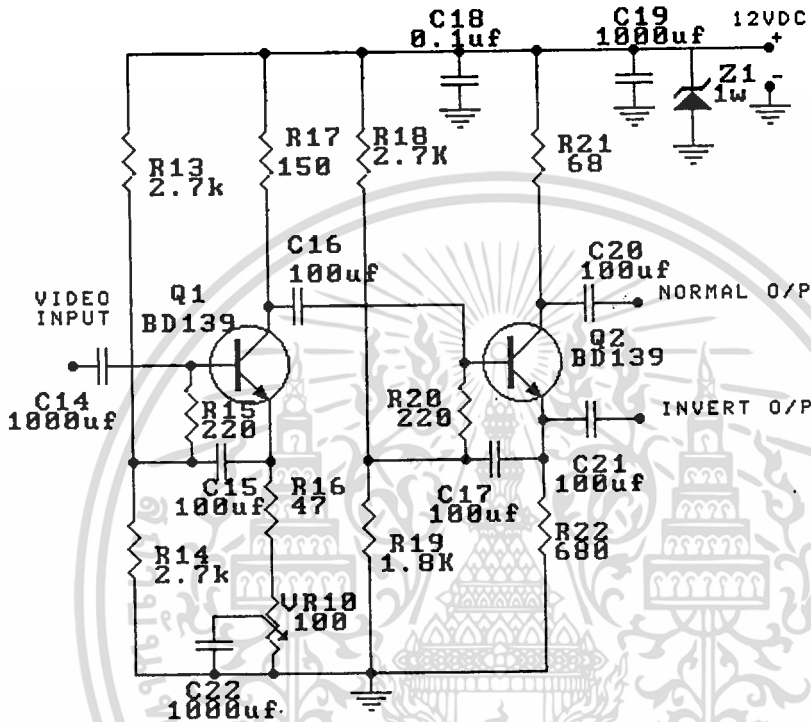 C18
0.1uf
C19
1000uf
12VDC
+
-
Z1
1w
R13
2.7k
R17
150
R18
2.7K
R21
68
C16
100uf
C20
100uf
NORMAL O/P
VIDEO
INPUT
Q1
BD139
Q2
BD139
C14
1000uf
R15
220
R20
220
INVERT O/P
C15
100uf
R16
47
C17
100uf
C21
100uf
R14
2.7k
R19
1.8K
R22
680
VR10
100
C22
1000uf